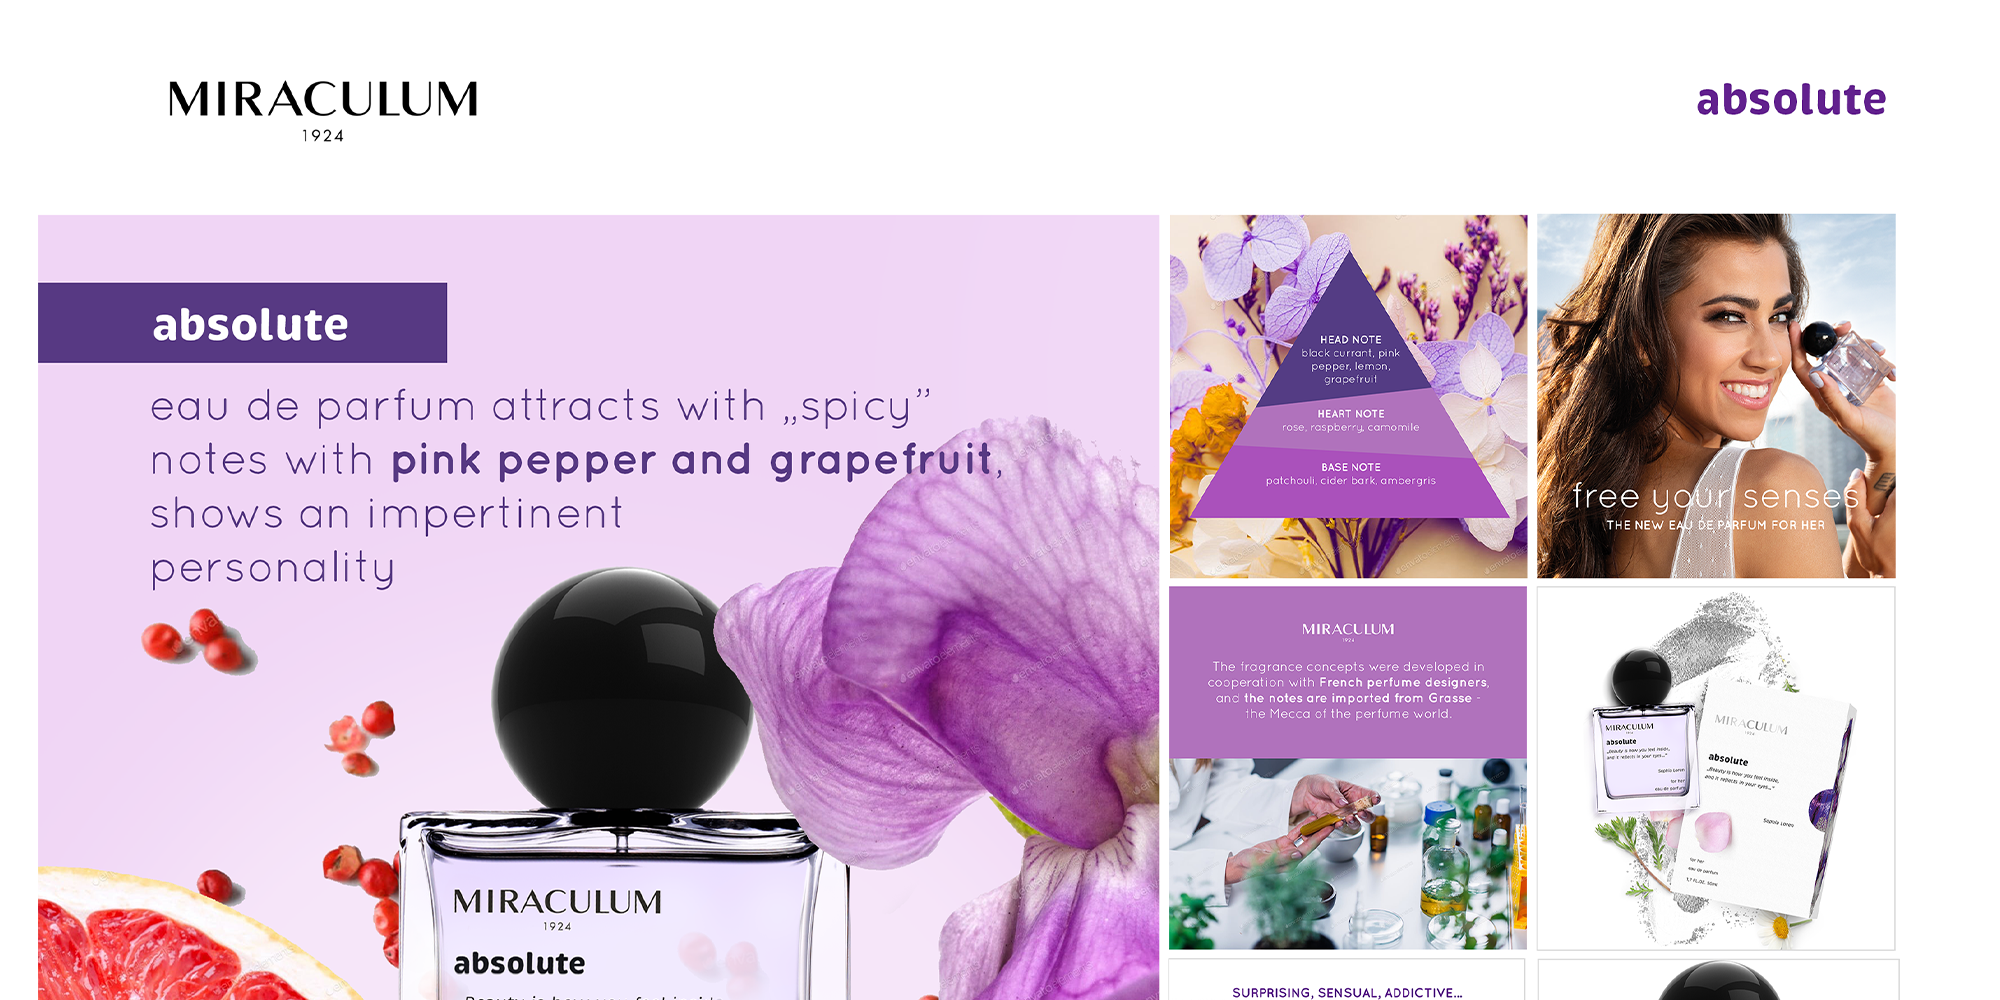 MIRACULUM
1924
absolute
absolute
eau de parfum attracts with „spicy”
notes with pink pepper and grapefruit,
shows an impertinent
personality
MIRACULUM
1924
absolute
HEAD NOTE
black currant, pink
pepper, lemon,
grapefruit
HEART NOTE
rose, raspberry, camomile
BASE NOTE
patchouli, cider bark, ambergris
free your senses
THE NEW EAU DE PARFUM FOR HER
MIRACULUM
1924
The fragrance concepts were developed in
cooperation with French perfume designers,
and the notes are imported from Grasse -
the Mecca of the perfume world.
MIRACULUM
absolute
„Beauty is how you feel inside,
and it reflects in your eyes..."
Sophia Loren
for her
eau de parfum
MIRACULUM
1924
absolute
„Beauty is how you feel inside,
and it reflects in your eyes..."
Sophia Loren
for her
eau de parfum
1,7 FL.OZ. 50ml
SURPRISING, SENSUAL, ADDICTIVE...